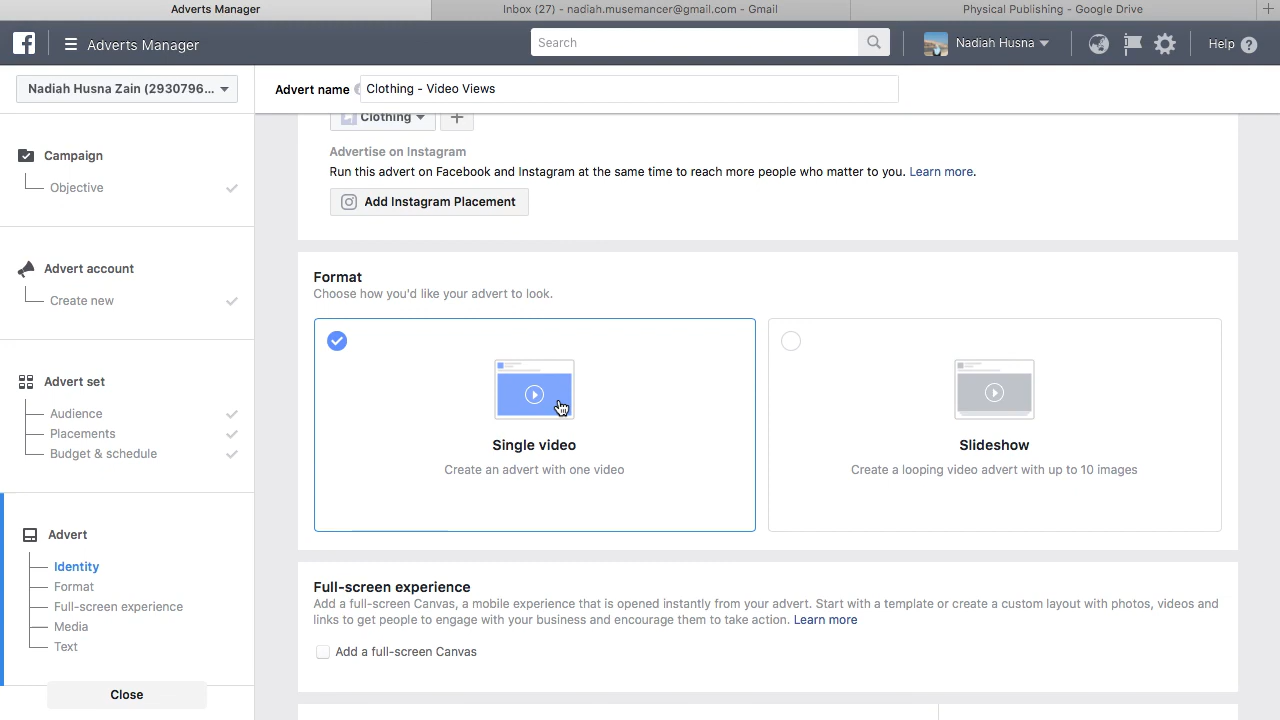 Adverts Manager
Inbox (27) - nadiah.musemancer@gmail.com - Gmail
Physical Publishing - Google Drive
Adverts Manager
Search
Nadiah Husna
Help
Nadiah Husna Zain (2930796...
Advert name
Clothing - Video Views
Campaign
Objective
Advert account
Create new
Advert set
Audience
Placements
Budget & schedule
Advert
Identity
Format
Full-screen experience
Media
Text
Close
Clothing
Advertise on Instagram
Run this advert on Facebook and Instagram at the same time to reach more people who matter to you. Learn more.
Add Instagram Placement
Format
Choose how you'd like your advert to look.
Single video
Create an advert with one video
Slideshow
Create a looping video advert with up to 10 images
Full-screen experience
Add a full-screen Canvas, a mobile experience that is opened instantly from your advert. Start with a template or create a custom layout with photos, videos and
links to get people to engage with your business and encourage them to take action. Learn more
Add a full-screen Canvas